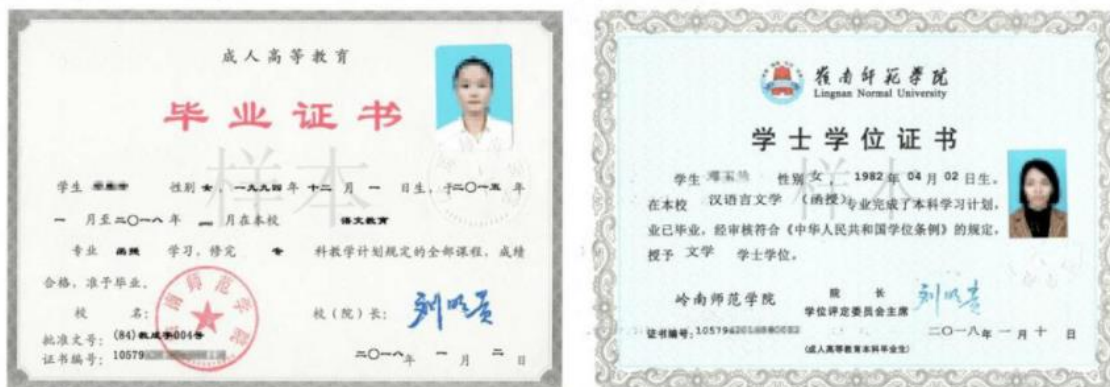 成人高等教育
毕业证书
样本
学生 性别 女，一九九四年 十二 月 一 日生，于二〇一五 年
一 月至二〇一八 年 一 月在本校 语文教育
专业 函授 学习，修完 专 科教学计划规定的全部课程，成绩
合格，准予毕业。
校 名：
校（院）长：
刘明贵
批准文号：(84)教成字004号
证书编号：10579
二〇一八年 一 月 二 日
岭南师范学院
Lingnan Normal University
学士学位证书
样本
学生 性别 女，1982 年 04 月 02 日生。
在本校 汉语言文学 （函授）专业完成了本科学习计划，
业已毕业，经审核符合《中华人民共和国学位条例》的规定，
授予 文学 学士学位。
岭南师范学院
院 长
学位评定委员会主席
刘明贵
证书编号：105794
二〇一八年 一 月 十 日
(成人高等教育本科毕业生)